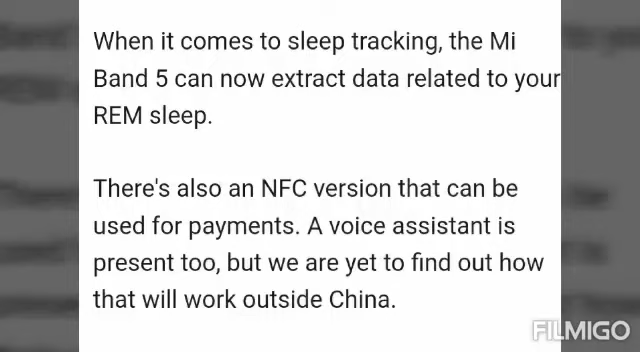 When it comes to sleep tracking, the Mi
Band 5 can now extract data related to your
REM sleep.
There's also an NFC version that can be
used for payments. A voice assistant is
present too, but we are yet to find out how
that will work outside China.
FILMIGO